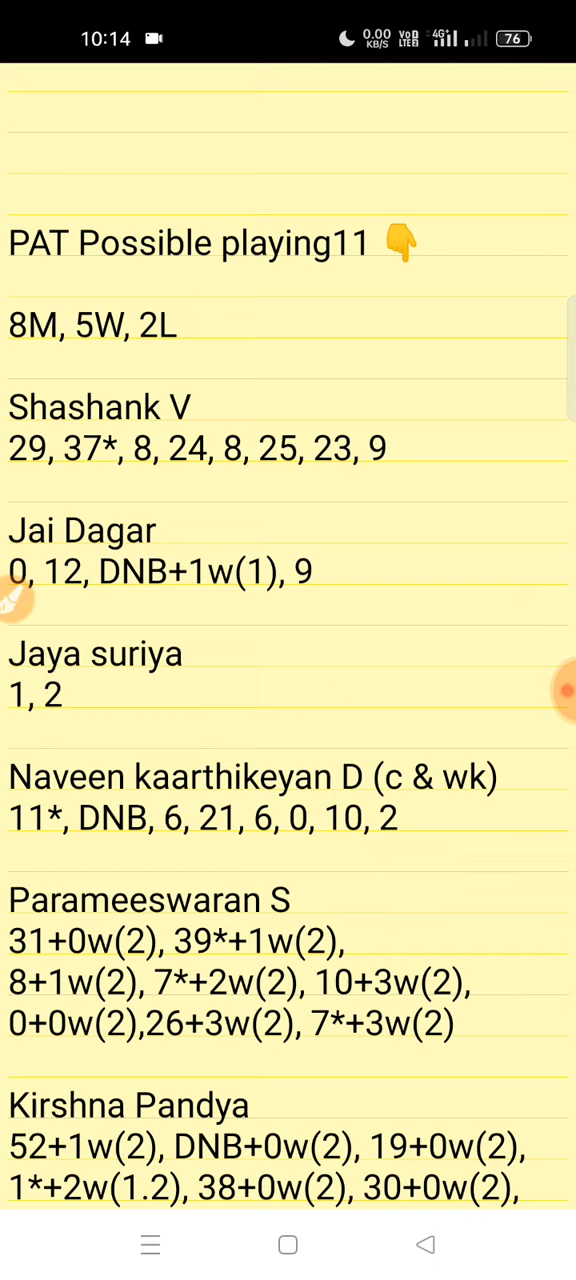 10:14
0.00 KB/S VoD LTE2 4G+ 76
PAT Possible playing11 👇
8M, 5W, 2L
Shashank V
29, 37*, 8, 24, 8, 25, 23, 9
Jai Dagar
0, 12, DNB+1w(1), 9
Jaya suriya
1, 2
Naveen kaarthikeyan D (c & wk)
11*, DNB, 6, 21, 6, 0, 10, 2
Parameeswaran S
31+0w(2), 39*+1w(2),
8+1w(2), 7*+2w(2), 10+3w(2),
0+0w(2),26+3w(2), 7*+3w(2)
Kirshna Pandya
52+1w(2), DNB+0w(2), 19+0w(2),
1*+2w(1.2), 38+0w(2), 30+0w(2),